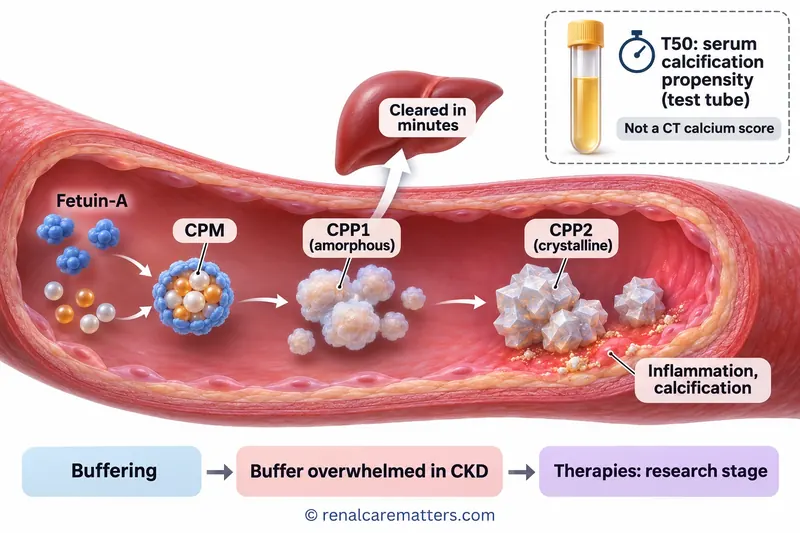 T50: serum
calcification
propensity
(test tube)
Not a CT calcium score
Cleared in
minutes
Fetuin-A
CPM
CPP1
(amorphous)
CPP2
(crystalline)
Inflammation,
calcification
Buffering
Buffer overwhelmed in CKD
Therapies: research stage
© renalcarematters.com